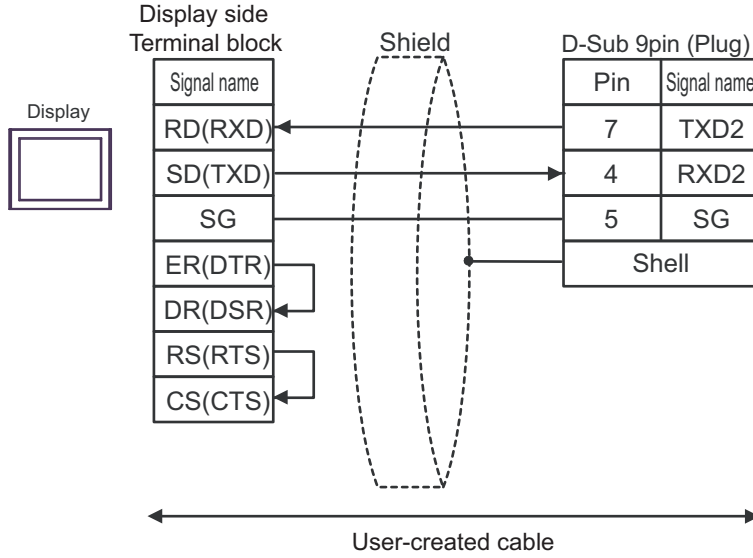 Display side
Terminal block
Shield
D-Sub 9pin (Plug)
Signal name
Pin
Signal name
Display
RD(RXD)
7
TXD2
SD(TXD)
4
RXD2
SG
5
SG
ER(DTR)
Shell
DR(DSR)
RS(RTS)
CS(CTS)
User-created cable